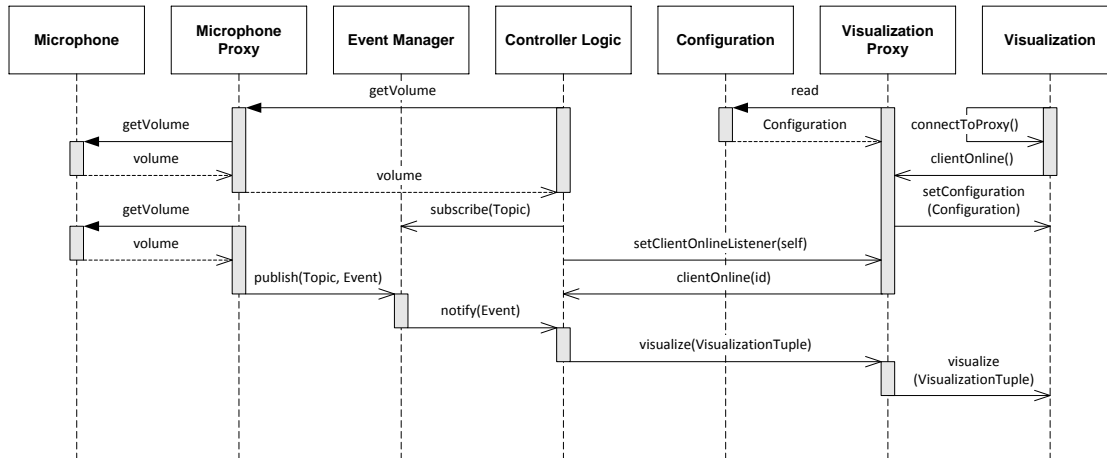 Microphone
Microphone
Proxy
Event Manager
Controller Logic
Configuration
Visualization
Proxy
Visualization
getVolume
read
getVolume
Configuration
connectToProxy()
volume
clientOnline()
volume
getVolume
subscribe(Topic)
setConfiguration
(Configuration)
volume
setClientOnlineListener(self)
publish(Topic, Event)
clientOnline(id)
notify(Event)
visualize(VisualizationTuple)
visualize
(VisualizationTuple)